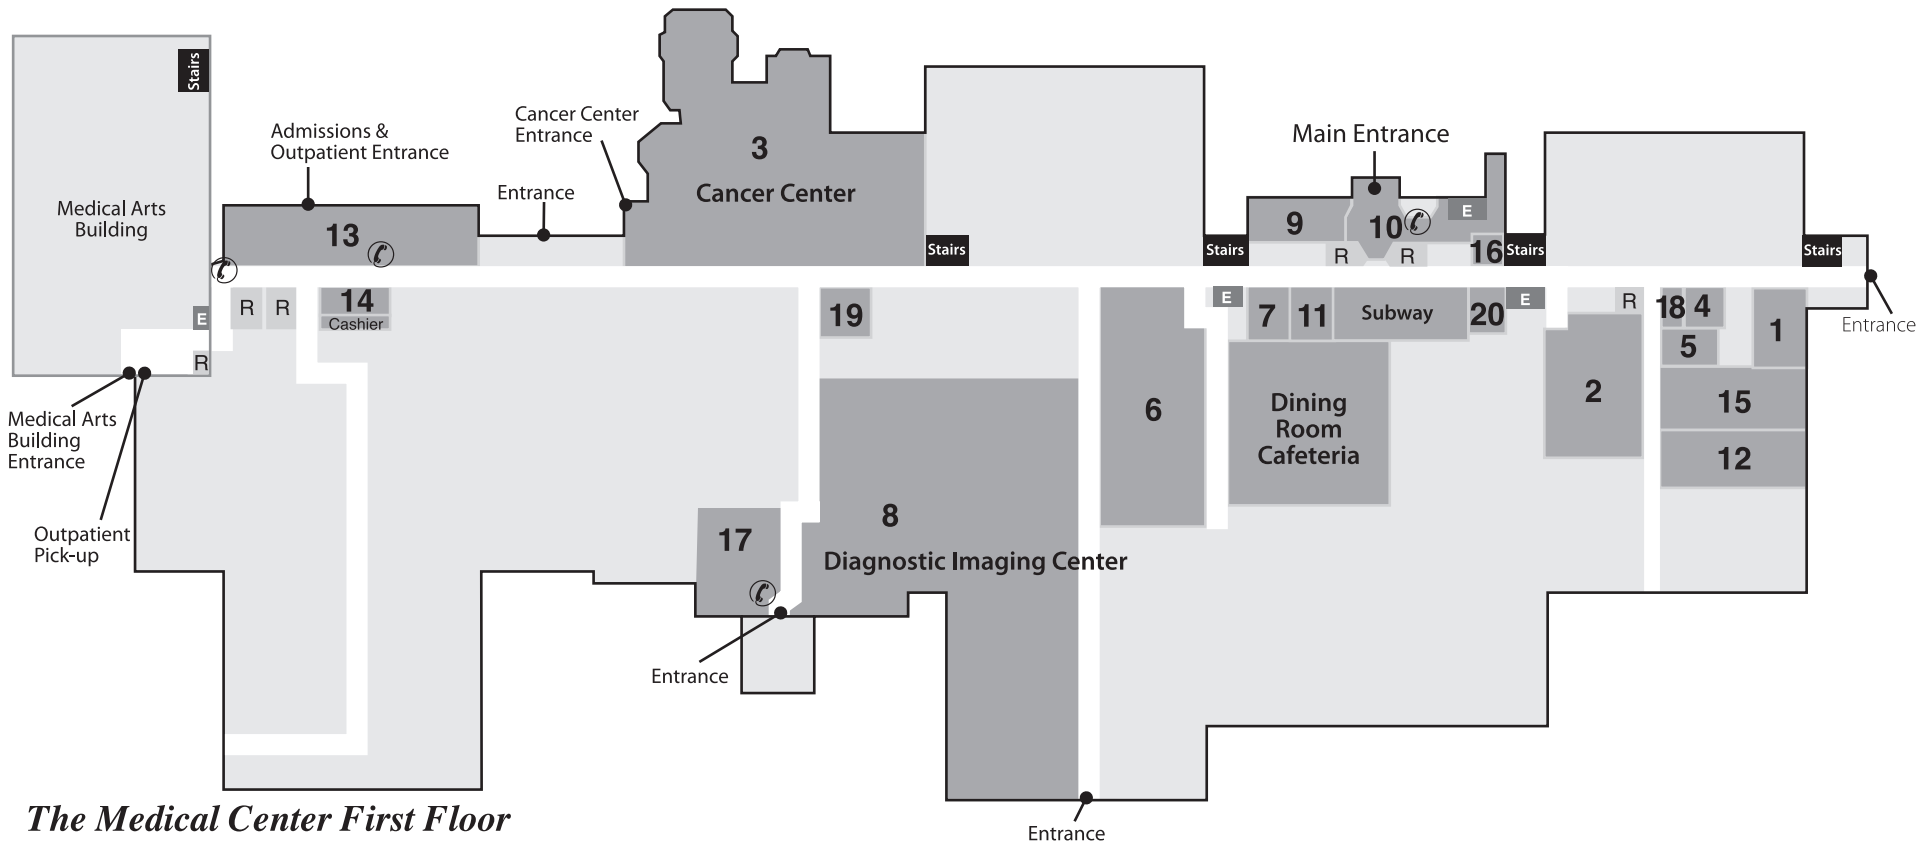 Stairs
Medical Arts
Building
E
R
Admissions &
Outpatient Entrance
13
Entrance
Cancer Center
Entrance
3
Cancer Center
Stairs
Stairs
Main Entrance
9
10
E
R
R
16
Stairs
Stairs
Entrance
R
R
14
Cashier
19
E
7
11
Subway
20
E
R
18
4
1
5
6
Dining
Room
Cafeteria
2
15
12
Medical Arts
Building
Entrance
Outpatient
Pick-up
17
8
Diagnostic Imaging Center
Entrance
Entrance
The Medical Center First Floor